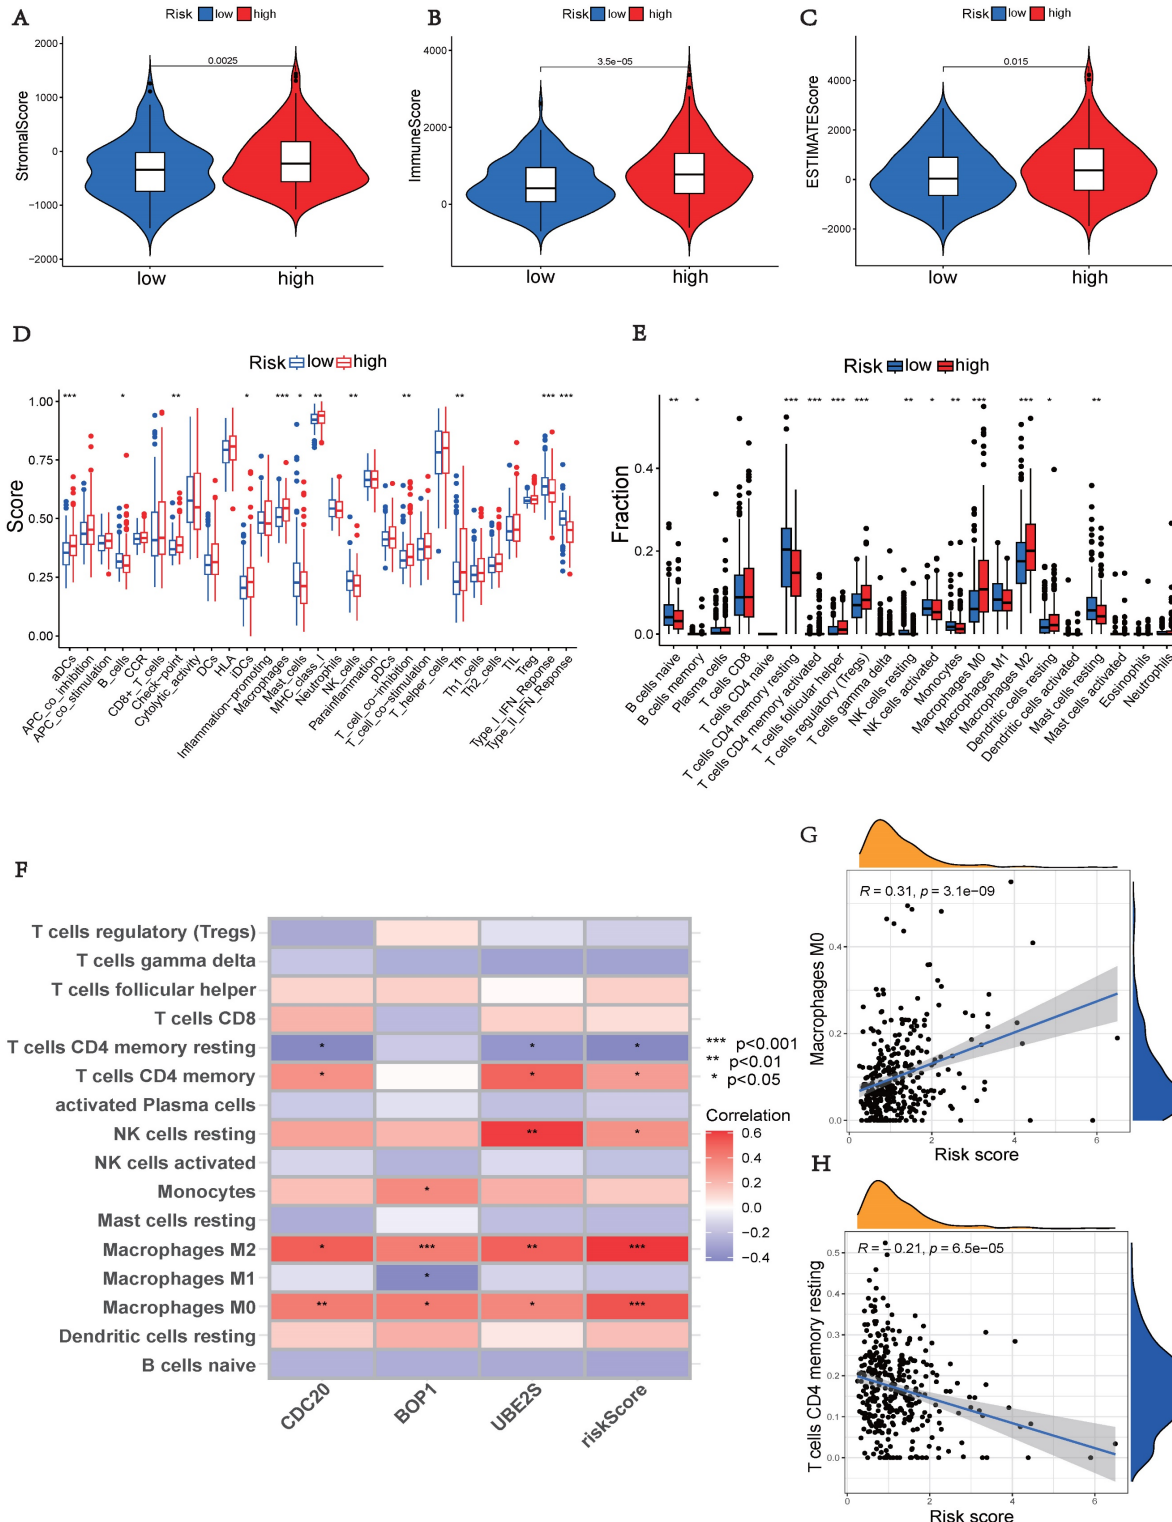 A
Risk low high
StromalScore
2000
1000
0
−1000
−2000
0.0025
low high
B
Risk low high
ImmuneScore
4000
2000
0
3.5e−05
low high
C
Risk low high
ESTIMATEScore
4000
2000
0
−2000
0.015
low high
D
Risk low high
Score
1.00
0.75
0.50
0.25
0.00
*** * ** * *** * ** ** ** ** *** ***
aDCs
APC_co_inhibition
APC_co_stimulation
B_cells
CCR
CD8+_T_cells
Check−point
Cytolytic_activity
DCs
HLA
iDCs
Inflammation−promoting
Macrophages
Mast_cells
MHC_class_I
Neutrophils
NK_cells
Parainflammation
pDCs
T_cell_co−inhibition
T_cell_co−stimulation
T_helper_cells
Tfh
Th1_cells
Th2_cells
TIL
Treg
Type_I_IFN_Reponse
Type_II_IFN_Reponse
E
Risk low high
Fraction
0.4
0.2
0.0
** * *** *** *** *** ** * ** *** *** * **
B cells naive
B cells memory
Plasma cells
T cells CD8
T cells CD4 naive
T cells CD4 memory resting
T cells CD4 memory activated
T cells follicular helper
T cells regulatory (Tregs)
T cells gamma delta
NK cells resting
NK cells activated
Monocytes
Macrophages M0
Macrophages M1
Macrophages M2
Dendritic cells resting
Dendritic cells activated
Mast cells resting
Mast cells activated
Eosinophils
Neutrophils
F
T cells regulatory (Tregs)
T cells gamma delta
T cells follicular helper
T cells CD8
T cells CD4 memory resting * * *
T cells CD4 memory * * *
activated Plasma cells
NK cells resting ** *
NK cells activated
Monocytes *
Mast cells resting
Macrophages M2 * *** ** ***
Macrophages M1 *
Macrophages M0 ** * * ***
Dendritic cells resting
B cells naive
CDC20
BOP1
UBE2S
riskScore
*** p<0.001
** p<0.01
* p<0.05
Correlation
0.6
0.4
0.2
0.0
−0.2
−0.4
G
R = 0.31, p = 3.1e−09
Macrophages M0
0.4
0.2
0.0
0 2 4 6
Risk score
H
R = − 0.21, p = 6.5e−05
T cells CD4 memory resting
0.5
0.4
0.3
0.2
0.1
0.0
0 2 4 6
Risk score